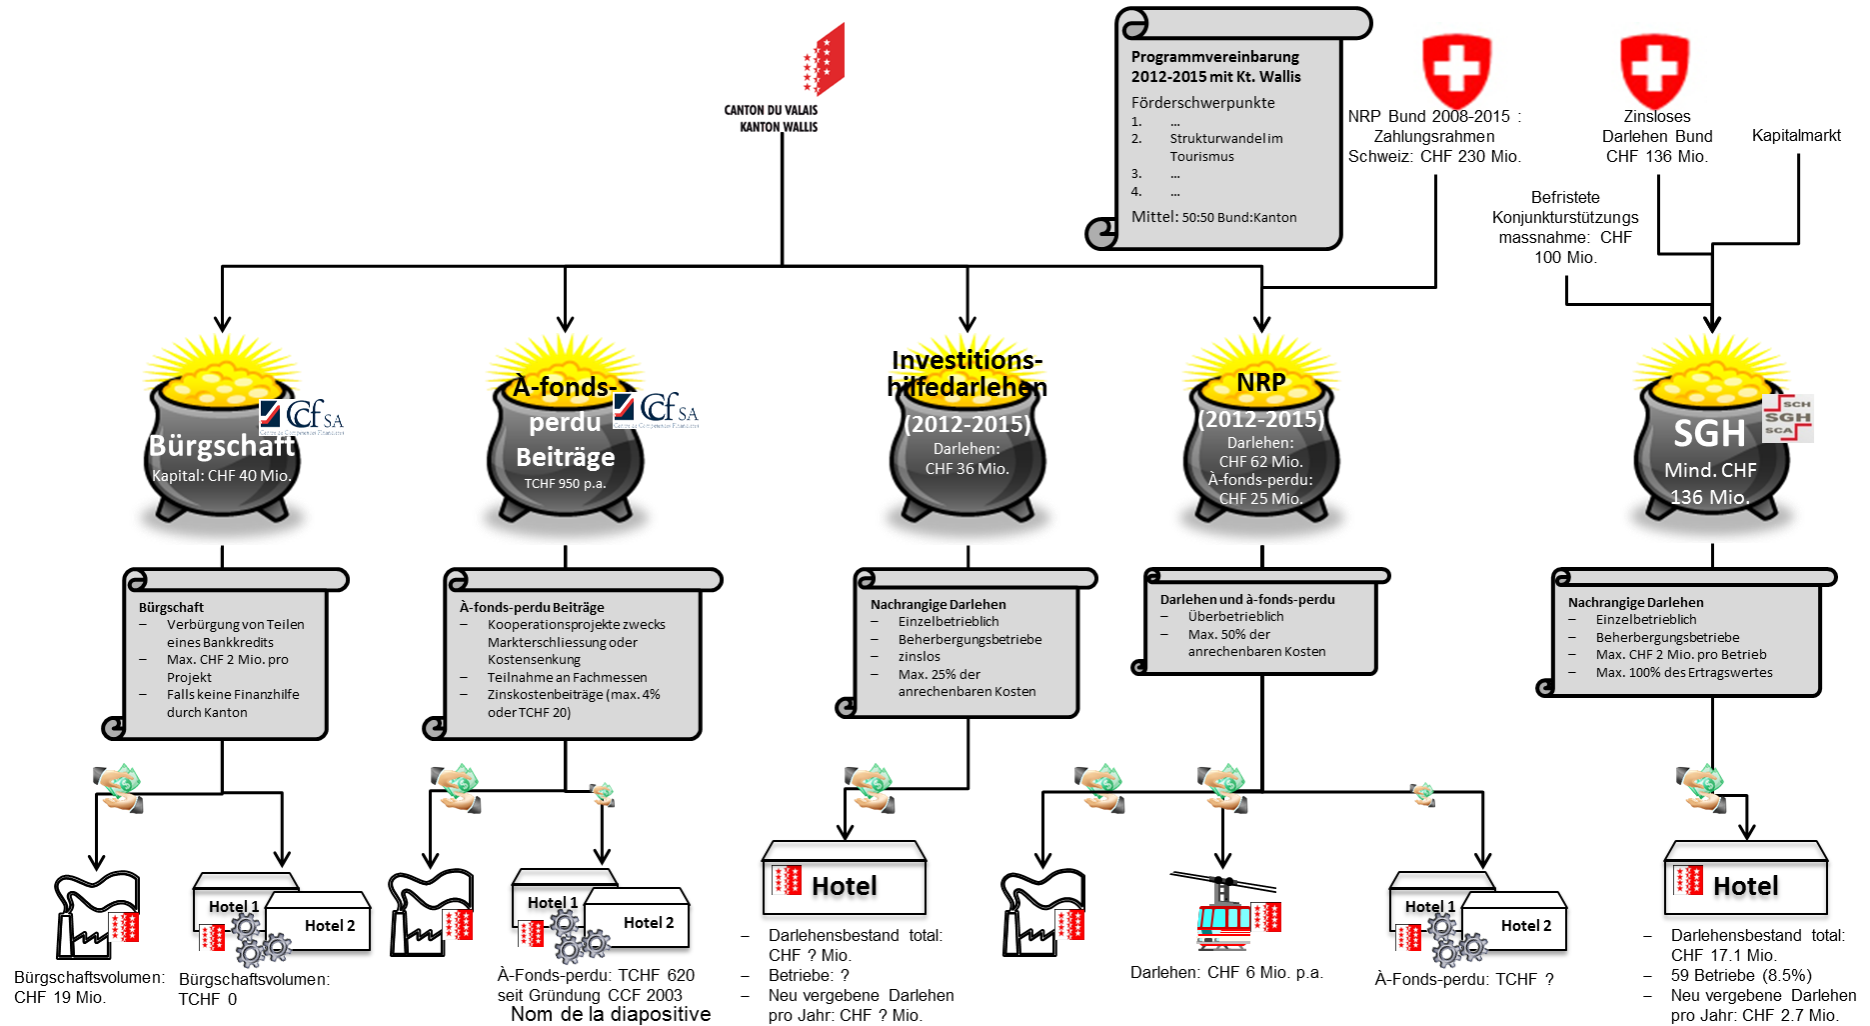 CANTON DU VALAIS
KANTON WALLIS
Programmvereinbarung
2012-2015 mit Kt. Wallis
Förderschwerpunkte
1. ...
2. Strukturwandel im
Tourismus
3. ...
4. ...
Mittel: 50:50 Bund:Kanton
NRP Bund 2008-2015 :
Zahlungsrahmen
Schweiz: CHF 230 Mio.
Zinsloses
Darlehen Bund
CHF 136 Mio.
Kapitalmarkt
Befristete
Konjunkturstützungs
massnahme: CHF
100 Mio.
Bürgschaft
Kapital: CHF 40 Mio.
CCf SA
À-fonds-
perdu
Beiträge
TCHF 950 p.a.
CCf SA
Investitions-
hilfedarlehen
(2012-2015)
Darlehen:
CHF 36 Mio.
NRP
(2012-2015)
Darlehen:
CHF 62 Mio.
À-fonds-perdu:
CHF 25 Mio.
SGH
Mind. CHF
136 Mio.
SCH
SGH
SCA
Bürgschaft
– Verbürgung von Teilen
eines Bankkredits
– Max. CHF 2 Mio. pro
Projekt
– Falls keine Finanzhilfe
durch Kanton
À-fonds-perdu Beiträge
– Kooperationsprojekte zwecks
Markterschliessung oder
Kostensenkung
– Teilnahme an Fachmessen
– Zinskostenbeiträge (max. 4%
oder TCHF 20)
Nachrangige Darlehen
– Einzelbetrieblich
– Beherbergungsbetriebe
– zinslos
– Max. 25% der
anrechenbaren Kosten
Darlehen und à-fonds-perdu
– Überbetrieblich
– Max. 50% der
anrechenbaren Kosten
Nachrangige Darlehen
– Einzelbetrieblich
– Beherbergungsbetriebe
– Max. CHF 2 Mio. pro Betrieb
– Max. 100% des Ertragswertes
Bürgschaftsvolumen:
CHF 19 Mio.
Hotel 1
Hotel 2
Bürgschaftsvolumen:
TCHF 0
Hotel 1
Hotel 2
À-Fonds-perdu: TCHF 620
seit Gründung CCF 2003
Nom de la diapositive
Hotel
– Darlehensbestand total:
CHF ? Mio.
– Betriebe: ?
– Neu vergebene Darlehen
pro Jahr: CHF ? Mio.
Darlehen: CHF 6 Mio. p.a.
Hotel 1
Hotel 2
À-Fonds-perdu: TCHF ?
Hotel
– Darlehensbestand total:
CHF 17.1 Mio.
– 59 Betriebe (8.5%)
– Neu vergebene Darlehen
pro Jahr: CHF 2.7 Mio.